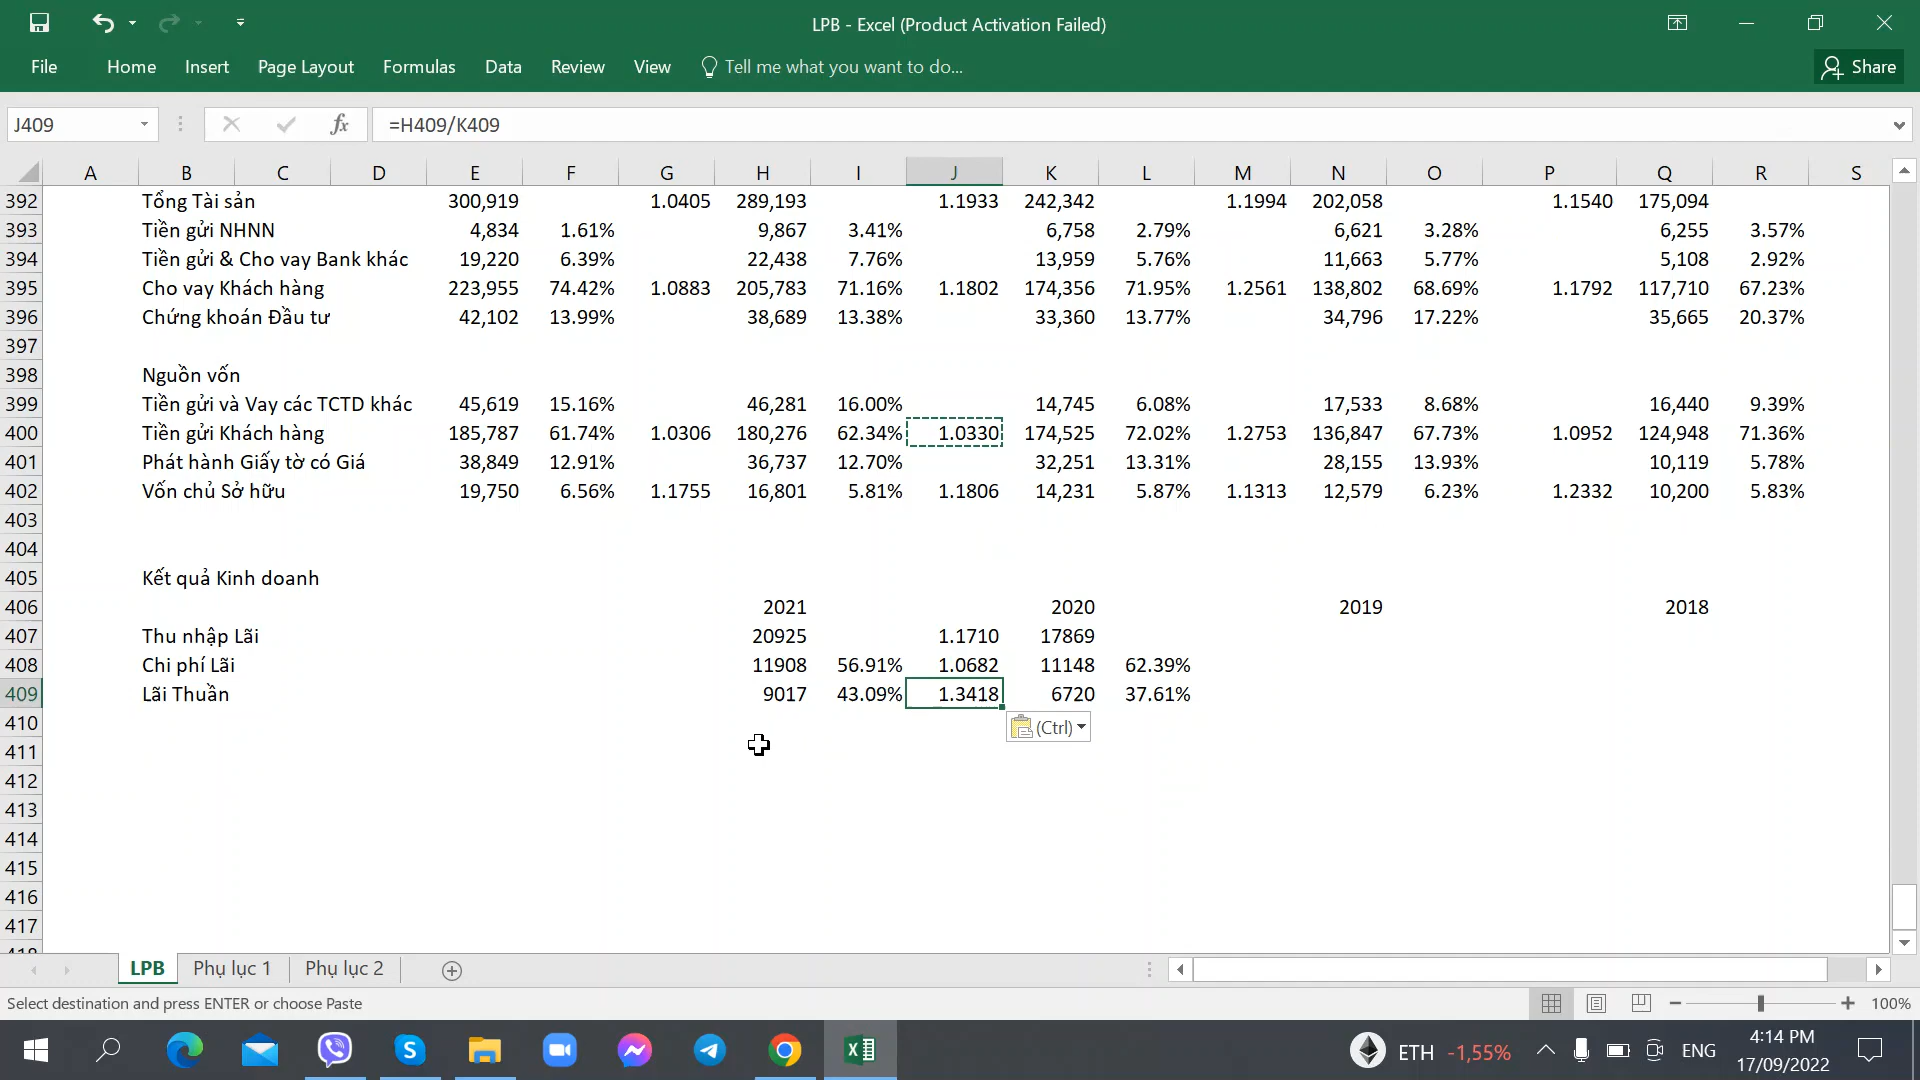 LPB - Excel (Product Activation Failed)
File Home Insert Page Layout Formulas Data Review View Tell me what you want to do... Share
J409 fx =H409/K409
A B C D E F G H I J K L M N O P Q R S
392 Tổng Tài sản 300,919 1.0405 289,193 1.1933 242,342 1.1994 202,058 1.1540 175,094
393 Tiền gửi NHNN 4,834 1.61% 9,867 3.41% 6,758 2.79% 6,621 3.28% 6,255 3.57%
394 Tiền gửi & Cho vay Bank khác 19,220 6.39% 22,438 7.76% 13,959 5.76% 11,663 5.77% 5,108 2.92%
395 Cho vay Khách hàng 223,955 74.42% 1.0883 205,783 71.16% 1.1802 174,356 71.95% 1.2561 138,802 68.69% 1.1792 117,710 67.23%
396 Chứng khoán Đầu tư 42,102 13.99% 38,689 13.38% 33,360 13.77% 34,796 17.22% 35,665 20.37%
397
398 Nguồn vốn
399 Tiền gửi và Vay các TCTD khác 45,619 15.16% 46,281 16.00% 14,745 6.08% 17,533 8.68% 16,440 9.39%
400 Tiền gửi Khách hàng 185,787 61.74% 1.0306 180,276 62.34% 1.0330 174,525 72.02% 1.2753 136,847 67.73% 1.0952 124,948 71.36%
401 Phát hành Giấy tờ có Giá 38,849 12.91% 36,737 12.70% 32,251 13.31% 28,155 13.93% 10,119 5.78%
402 Vốn chủ Sở hữu 19,750 6.56% 1.1755 16,801 5.81% 1.1806 14,231 5.87% 1.1313 12,579 6.23% 1.2332 10,200 5.83%
403
404
405 Kết quả Kinh doanh
406 2021 2020 2019 2018
407 Thu nhập Lãi 20925 1.1710 17869
408 Chi phí Lãi 11908 56.91% 1.0682 11148 62.39%
409 Lãi Thuần 9017 43.09% 1.3418 6720 37.61%
410 (Ctrl)
411
412
413
414
415
416
417
LPB Phụ lục 1 Phụ lục 2
Select destination and press ENTER or choose Paste 100%
ETH -1,55% ENG 4:14 PM
17/09/2022